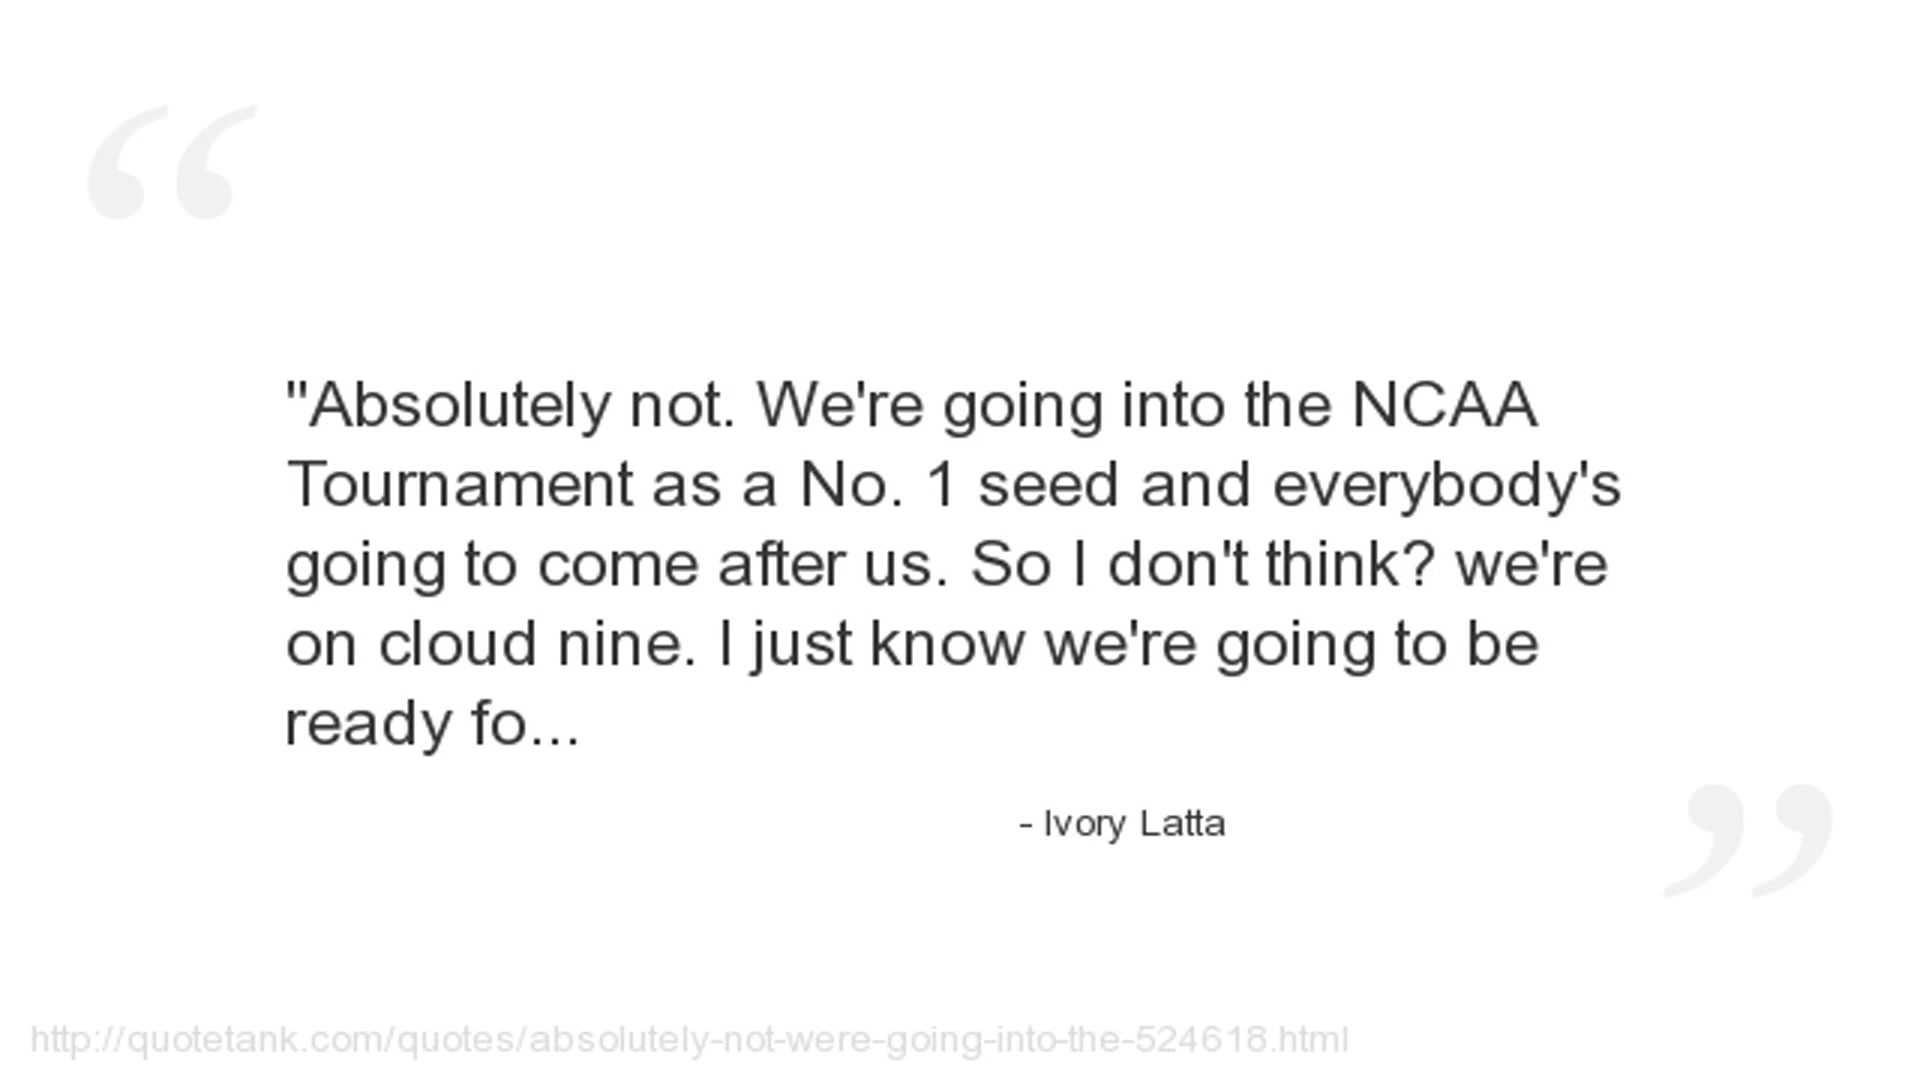 "Absolutely not. We're going into the NCAA
Tournament as a No. 1 seed and everybody's
going to come after us. So I don't think? we're
on cloud nine. I just know we're going to be
ready fo...
- Ivory Latta
http://quotetank.com/quotes/absolutely-not-were-going-into-the-524618.html